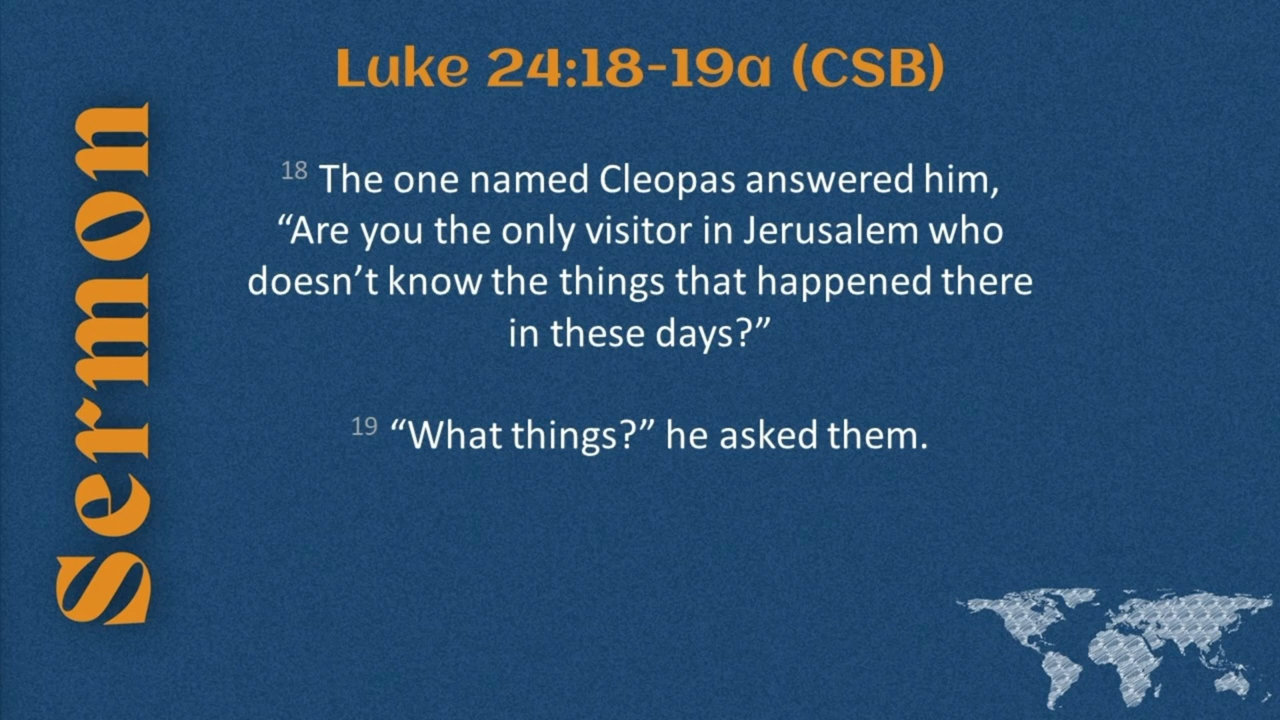 Luke 24:18-19a (CSB)
Sermon
18 The one named Cleopas answered him,
“Are you the only visitor in Jerusalem who
doesn’t know the things that happened there
in these days?”
19 “What things?” he asked them.